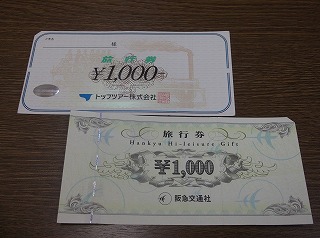 様
旅行券
¥1,000
トップツアー株式会社
旅行券
Hankyu Hi-leisure Gift
¥1,000
阪急交通社